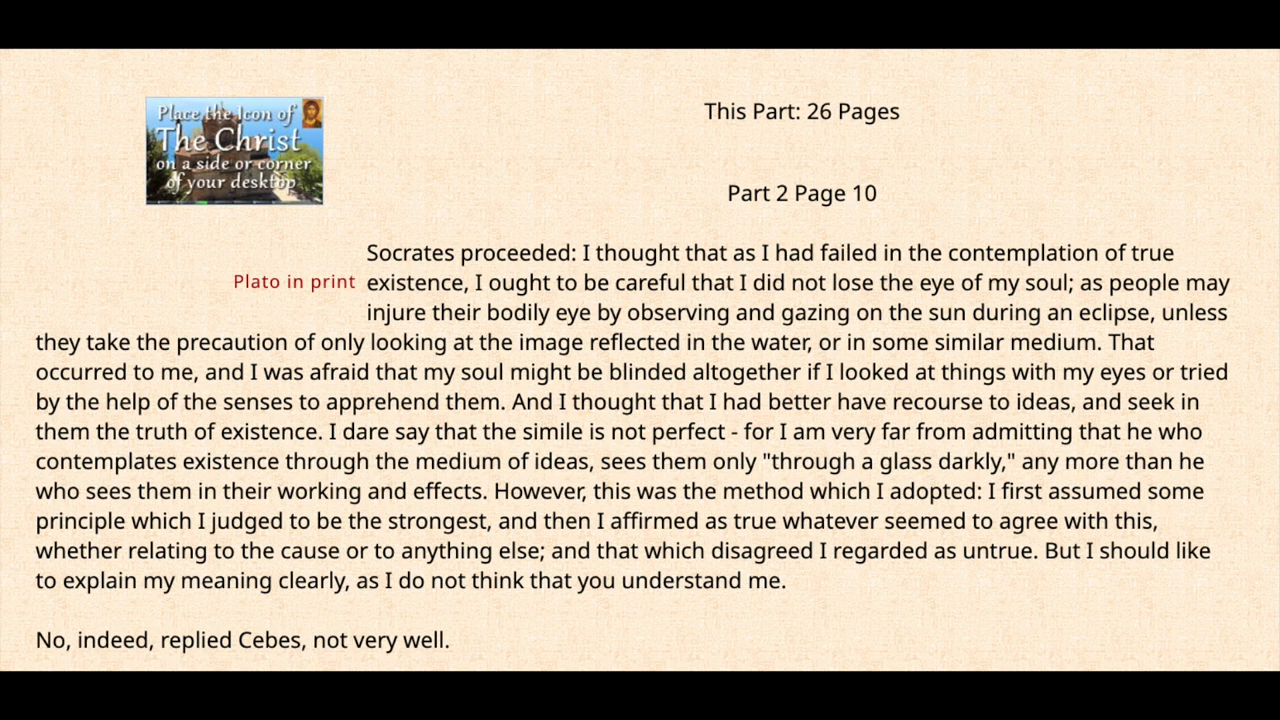 Place the Icon of
The Christ
on a side or corner
of your desktop
This Part: 26 Pages
Part 2 Page 10
Plato in print
Socrates proceeded: I thought that as I had failed in the contemplation of true
existence, I ought to be careful that I did not lose the eye of my soul; as people may
injure their bodily eye by observing and gazing on the sun during an eclipse, unless
they take the precaution of only looking at the image reflected in the water, or in some similar medium. That
occurred to me, and I was afraid that my soul might be blinded altogether if I looked at things with my eyes or tried
by the help of the senses to apprehend them. And I thought that I had better have recourse to ideas, and seek in
them the truth of existence. I dare say that the simile is not perfect - for I am very far from admitting that he who
contemplates existence through the medium of ideas, sees them only "through a glass darkly," any more than he
who sees them in their working and effects. However, this was the method which I adopted: I first assumed some
principle which I judged to be the strongest, and then I affirmed as true whatever seemed to agree with this,
whether relating to the cause or to anything else; and that which disagreed I regarded as untrue. But I should like
to explain my meaning clearly, as I do not think that you understand me.
No, indeed, replied Cebes, not very well.